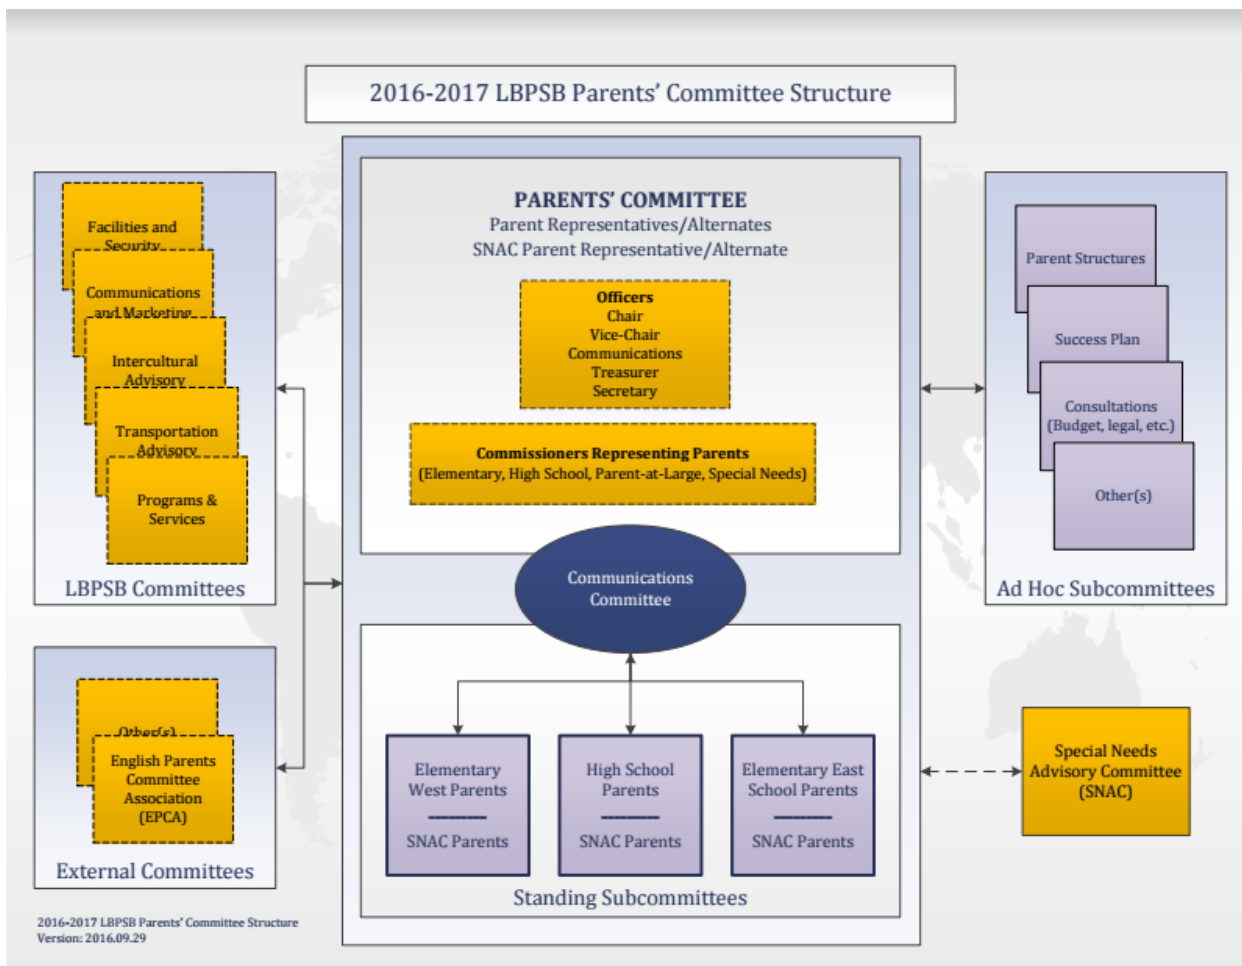 2016-2017 LBPSB Parents' Committee Structure
Facilities and
Security
Communications
and Marketing
Intercultural
Advisory
Transportation
Advisory
Programs &
Services
LBPSB Committees
Other(s)
English Parents
Committee
Association
(EPCA)
External Committees
PARENTS' COMMITTEE
Parent Representatives/Alternates
SNAC Parent Representative/Alternate
Officers
Chair
Vice-Chair
Communications
Treasurer
Secretary
Commissioners Representing Parents
(Elementary, High School, Parent-at-Large, Special Needs)
Communications
Committee
Elementary
West Parents
SNAC Parents
High School
Parents
SNAC Parents
Elementary East
School Parents
SNAC Parents
Standing Subcommittees
Parent Structures
Success Plan
Consultations
(Budget, legal, etc.)
Other(s)
Ad Hoc Subcommittees
Special Needs
Advisory Committee
(SNAC)
2016-2017 LBPSB Parents' Committee Structure
Version: 2016.09.29